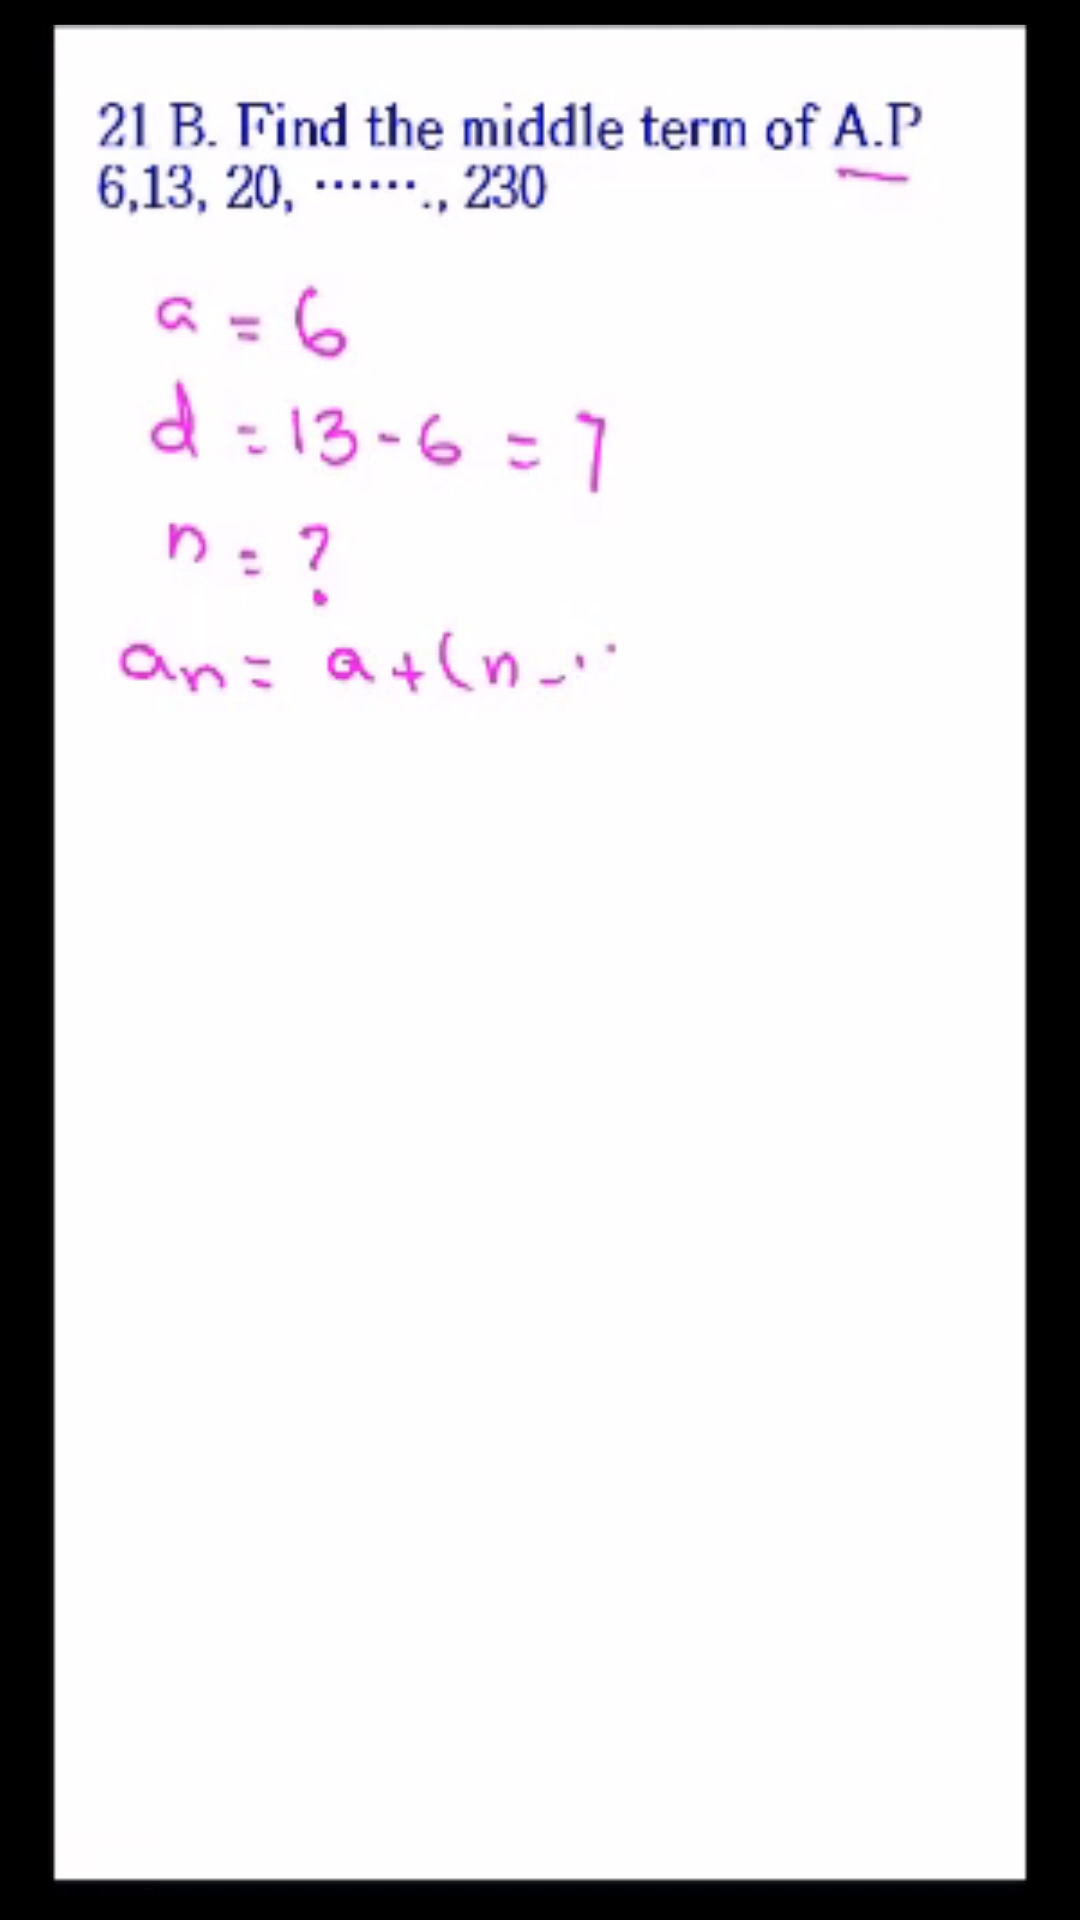 21 B. Find the middle term of A.P
6,13, 20, ·······., 230
a = 6
d = 13 - 6 = 7
n = ?
an = a + (n -